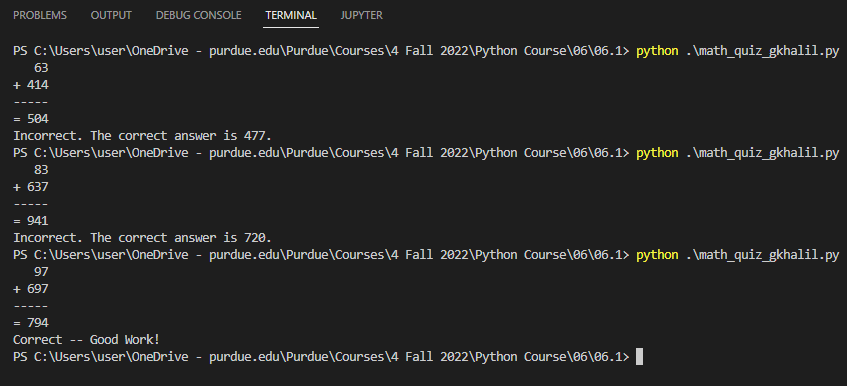 PROBLEMS OUTPUT DEBUG CONSOLE TERMINAL JUPYTER
PS C:\Users\user\OneDrive - purdue.edu\Purdue\Courses\4 Fall 2022\Python Course\06\06.1> python .\math_quiz_gkhalil.py
   63
+ 414
-----
= 504
Incorrect. The correct answer is 477.
PS C:\Users\user\OneDrive - purdue.edu\Purdue\Courses\4 Fall 2022\Python Course\06\06.1> python .\math_quiz_gkhalil.py
   83
+ 637
-----
= 941
Incorrect. The correct answer is 720.
PS C:\Users\user\OneDrive - purdue.edu\Purdue\Courses\4 Fall 2022\Python Course\06\06.1> python .\math_quiz_gkhalil.py
   97
+ 697
-----
= 794
Correct -- Good Work!
PS C:\Users\user\OneDrive - purdue.edu\Purdue\Courses\4 Fall 2022\Python Course\06\06.1>